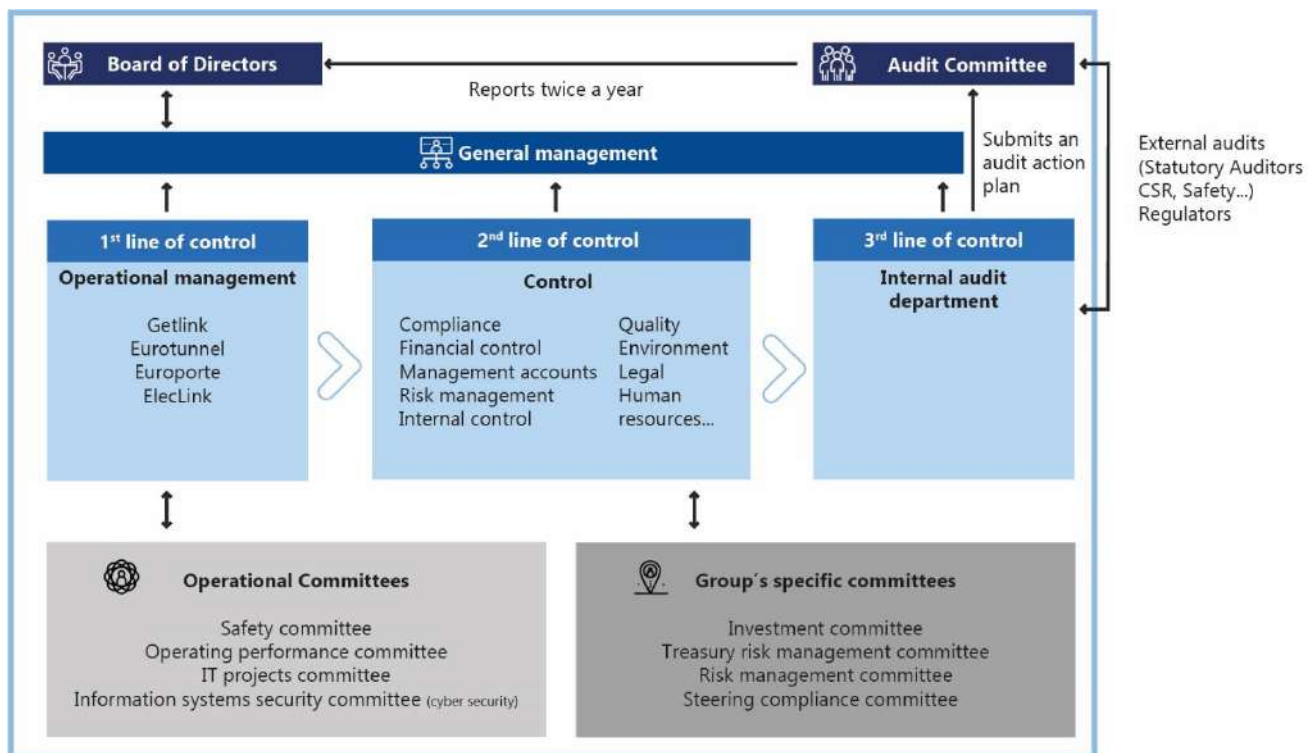 Board of Directors
Audit Committee
Reports twice a year
General management
Submits an
audit action
plan
External audits
(Statutory Auditors
CSR, Safety...)
Regulators
1st line of control
Operational management
Getlink
Eurotunnel
Europorte
ElecLink
2nd line of control
Control
Compliance
Financial control
Management accounts
Risk management
Internal control
Quality
Environment
Legal
Human
resources...
3rd line of control
Internal audit
department
Operational Committees
Safety committee
Operating performance committee
IT projects committee
Information systems security committee (cyber security)
Group´s specific committees
Investment committee
Treasury risk management committee
Risk management committee
Steering compliance committee